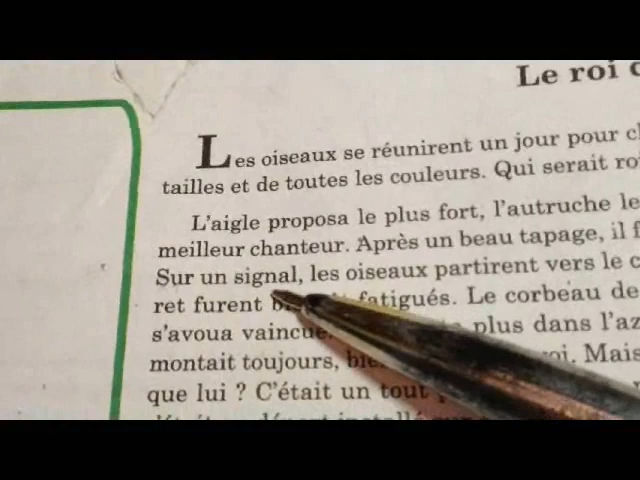 Le roi
Les oiseaux se réunirent un jour pour
tailles et de toutes les couleurs. Qui serait
L'aigle proposa le plus fort, l'autruche le
meilleur chanteur. Après un beau tapage, il
Sur un signal, les oiseaux partirent vers le
ret furent fatigués. Le corbeau de
s'avoua plus dans l'az
montait toujours, Mais
que lui ? C'était un tout